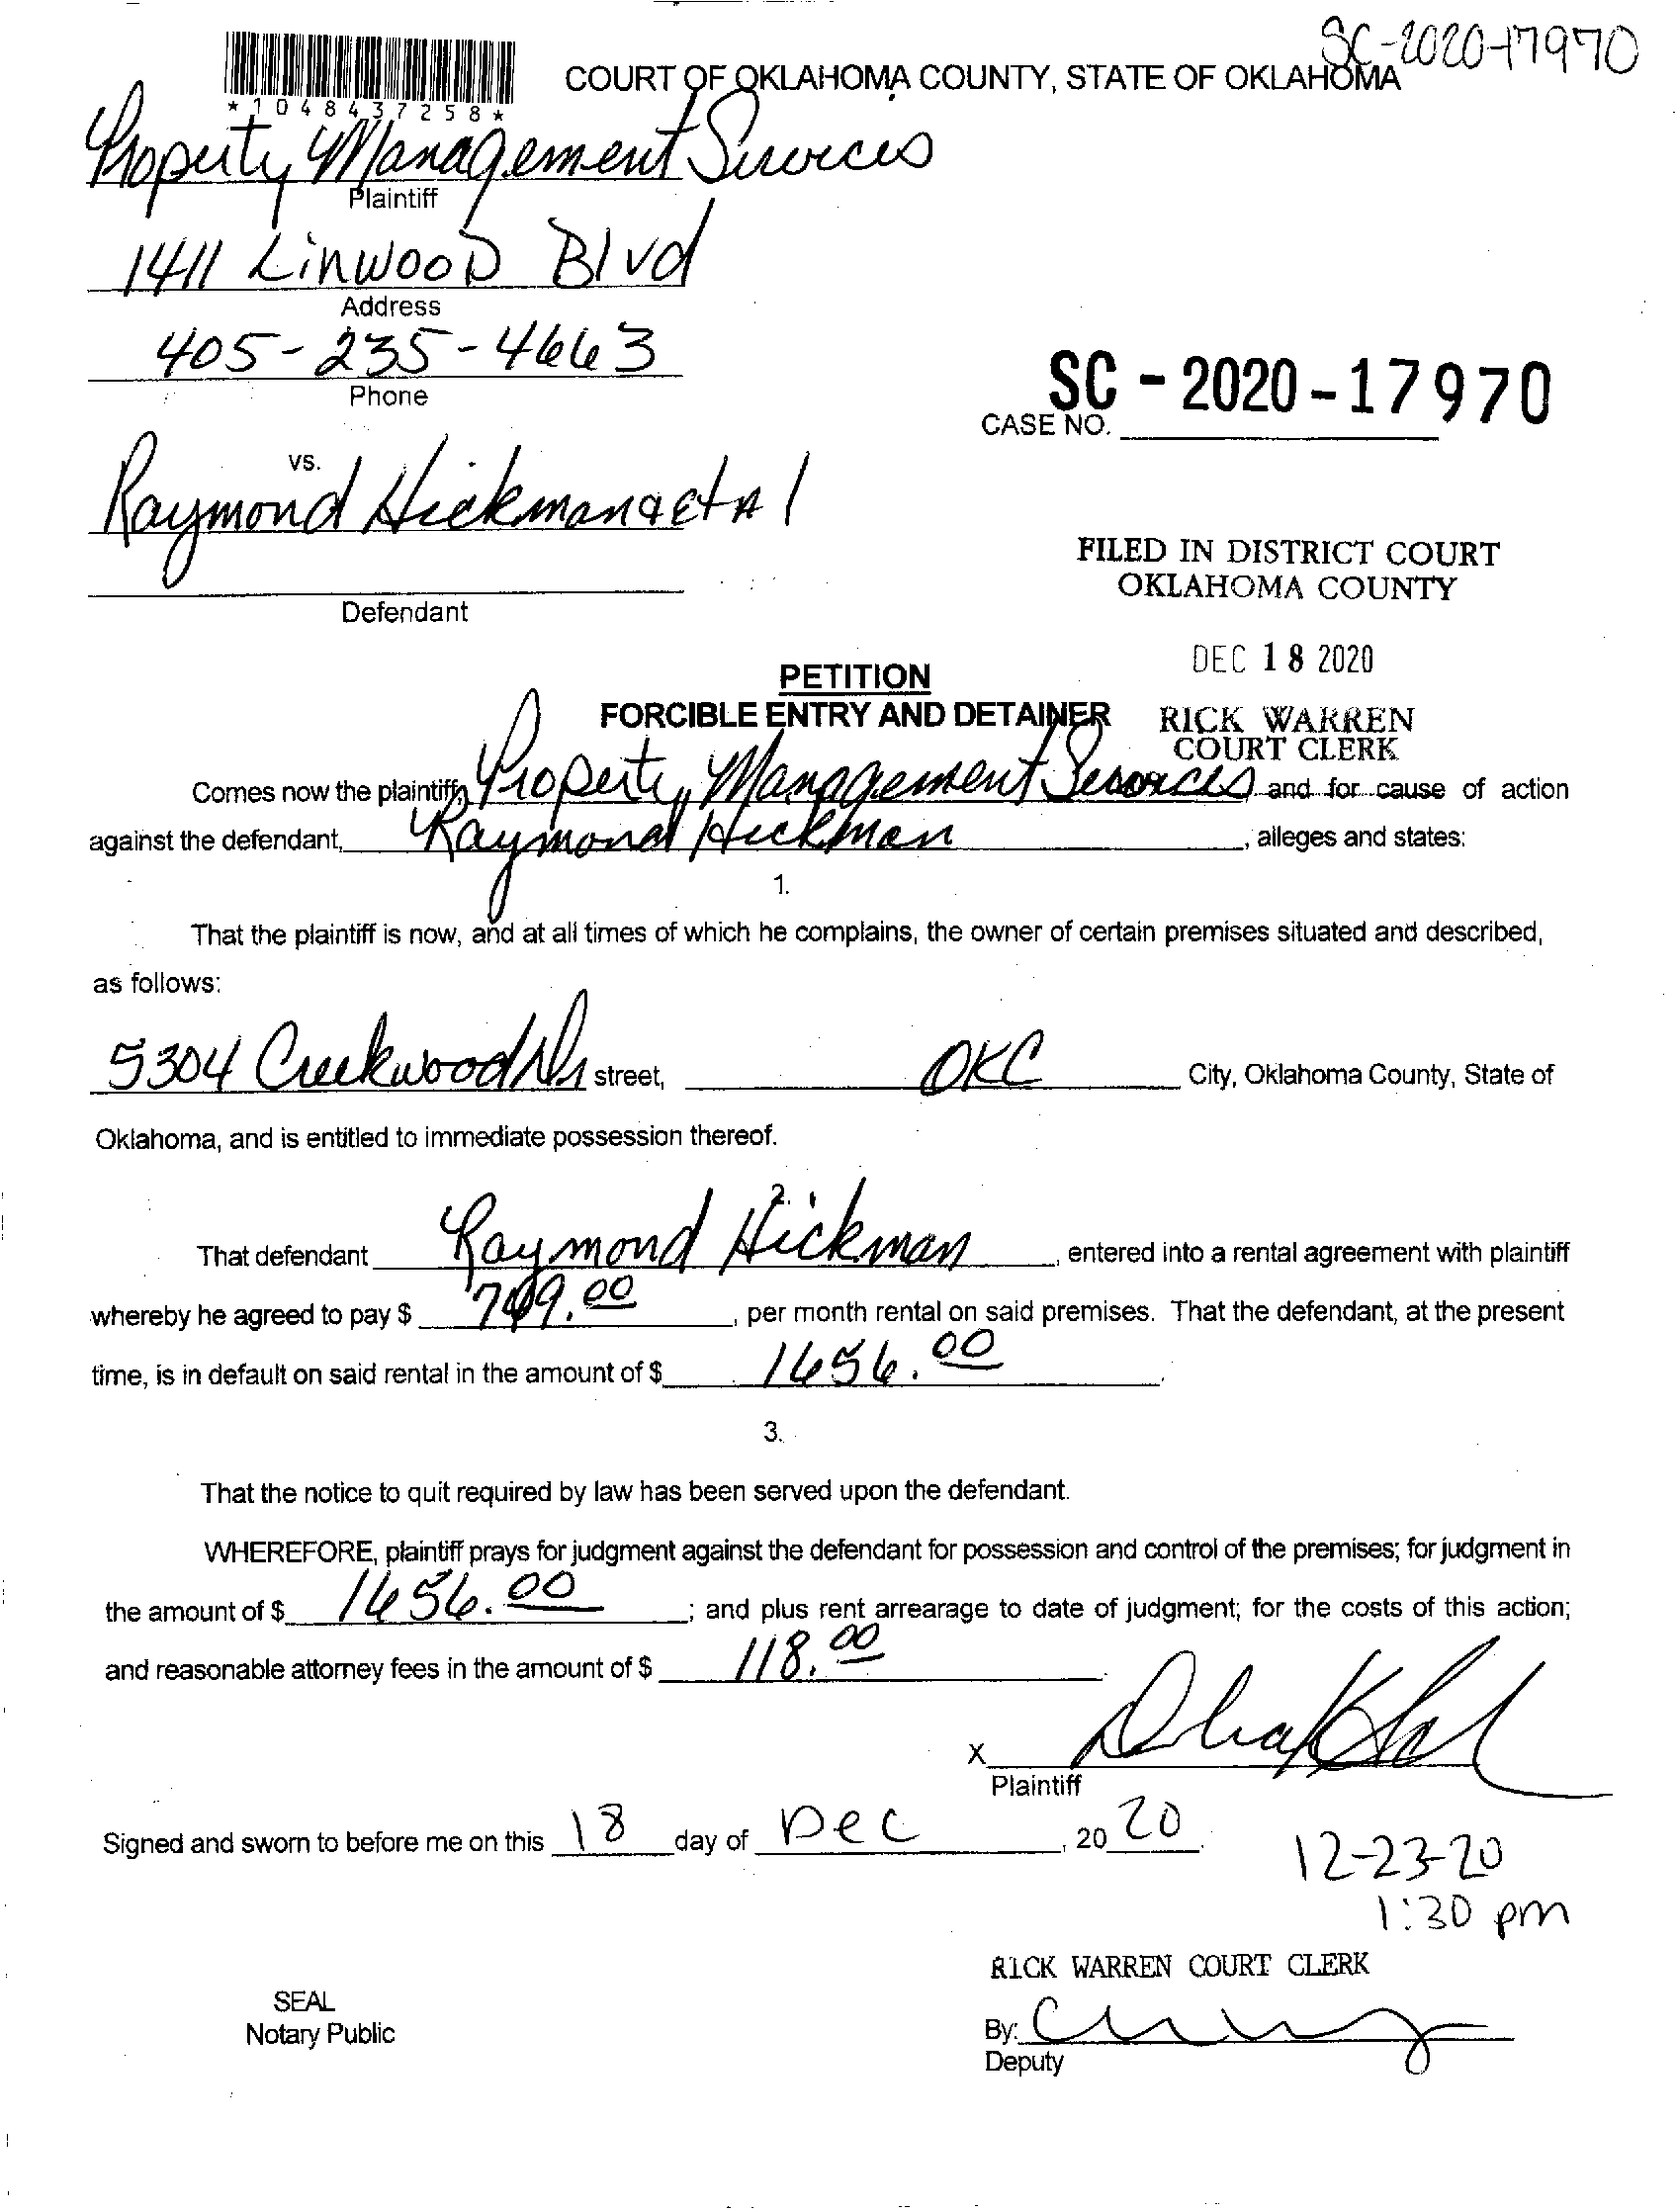 SC-2020-17970
COURT OF OKLAHOMA COUNTY, STATE OF OKLAHOMA
*1048437258*
Property Management Services
Plaintiff
1411 Linwood Blvd
Address
405-235-4663
Phone
SC-2020-17970
CASE NO.
vs.
Raymond Hickman et Al
FILED IN DISTRICT COURT
OKLAHOMA COUNTY
Defendant
DEC 18 2020
PETITION
FORCIBLE ENTRY AND DETAINER
RICK WARREN
COURT CLERK
Comes now the plaintiff, Property Management Services and for cause of action
against the defendant, Raymond Hickman, alleges and states:
1.
That the plaintiff is now, and at all times of which he complains, the owner of certain premises situated and described,
as follows:
5304 Creekwood Dr street, OKC City, Oklahoma County, State of
Oklahoma, and is entitled to immediate possession thereof.
2.
That defendant Raymond Hickman, entered into a rental agreement with plaintiff
whereby he agreed to pay $ , per month rental on said premises. That the defendant, at the present
time, is in default on said rental in the amount of $ 1656.00
3.
That the notice to quit required by law has been served upon the defendant.
WHEREFORE, plaintiff prays for judgment against the defendant for possession and control of the premises; for judgment in
the amount of $ 1656.00; and plus rent arrearage to date of judgment; for the costs of this action;
and reasonable attorney fees in the amount of $ 118.00
X
Plaintiff
Signed and sworn to before me on this 18 day of Dec, 20 20.
12-23-20
1:30 pm
RICK WARREN COURT CLERK
SEAL
Notary Public
By:
Deputy